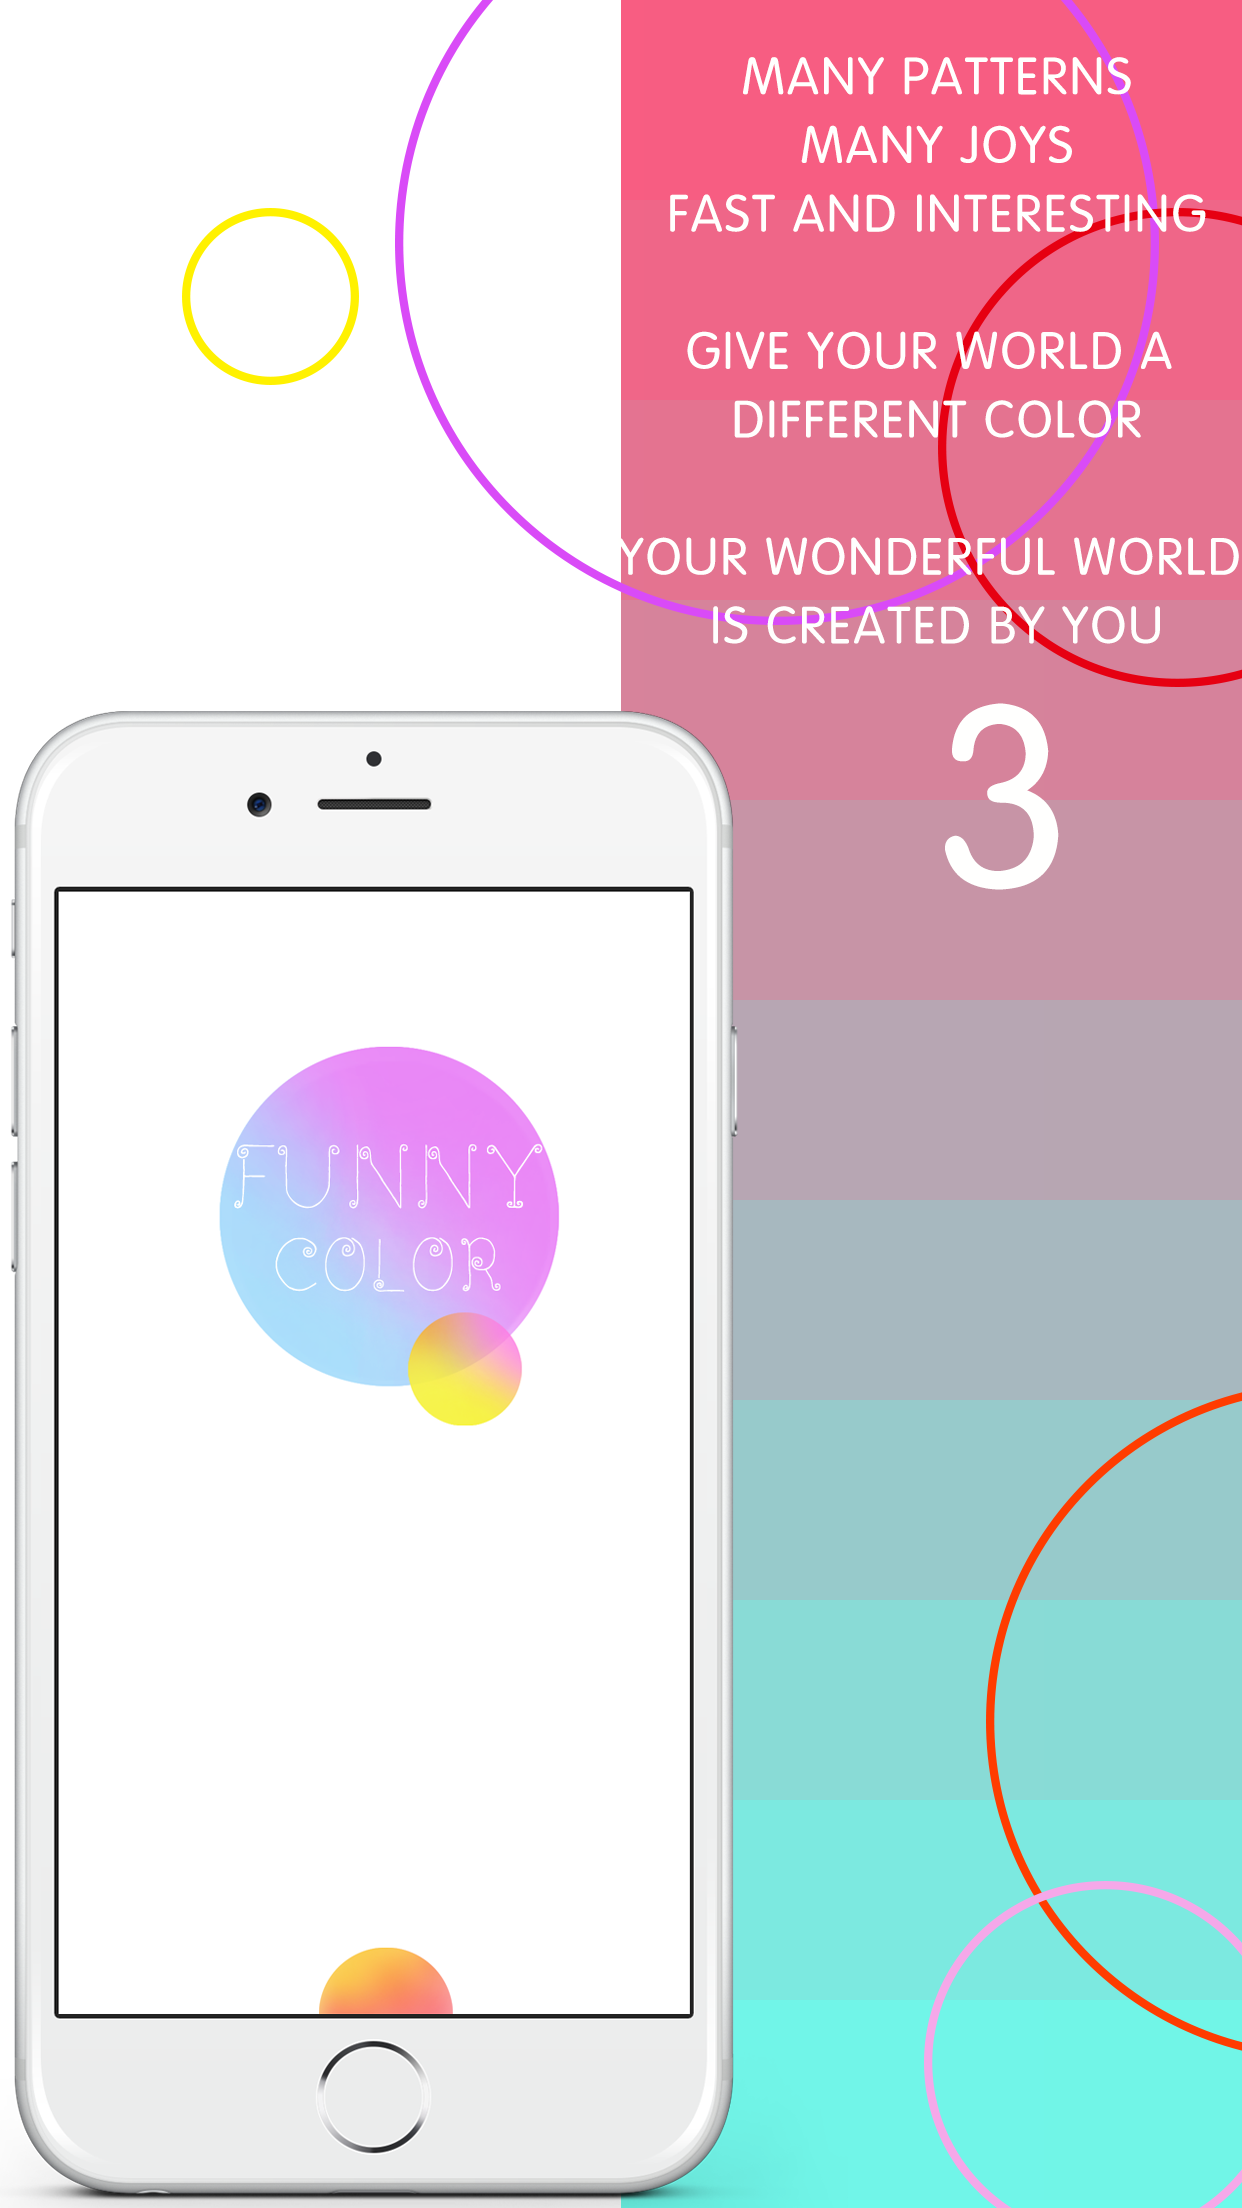 MANY PATTERNS
MANY JOYS
FAST AND INTERESTING
GIVE YOUR WORLD A
DIFFERENT COLOR
YOUR WONDERFUL WORLD
IS CREATED BY YOU
3
FUNNY
COLOR